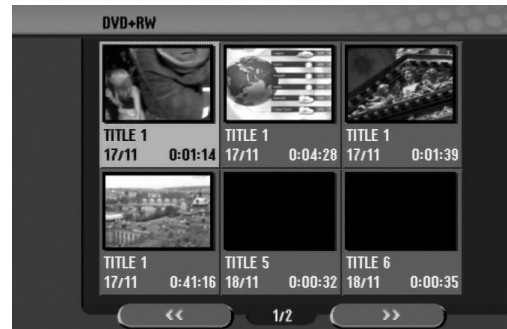 DVD+RW
TITLE 1
17/11 0:01:14
TITLE 1
17/11 0:04:28
TITLE 1
17/11 0:01:39
TITLE 1
17/11 0:41:16
TITLE 5
18/11 0:00:32
TITLE 6
18/11 0:00:35
<< 1/2 >>